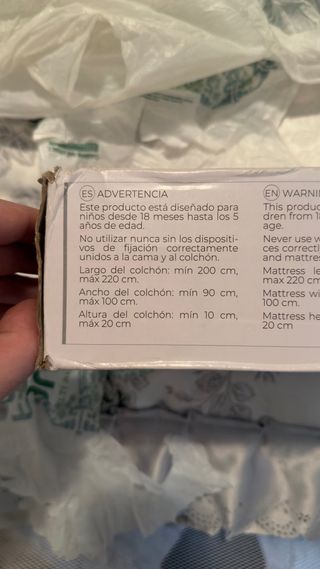 ES ADVERTENCIA
Este producto está diseñado para
niños desde 18 meses hasta los 5
años de edad.
No utilizar nunca sin los dispositi-
vos de fijación correctamente
unidos a la cama y al colchón.
Largo del colchón: mín 200 cm,
máx 220 cm.
Ancho del colchón: mín 90 cm,
máx 100 cm.
Altura del colchón: mín 10 cm,
máx 20 cm
EN WARNIN
This produc
dren from 1
age.
Never use w
ces correctl
and mattres
Mattress le
max 220 cm
Mattress wi
100 cm.
Mattress he
20 cm